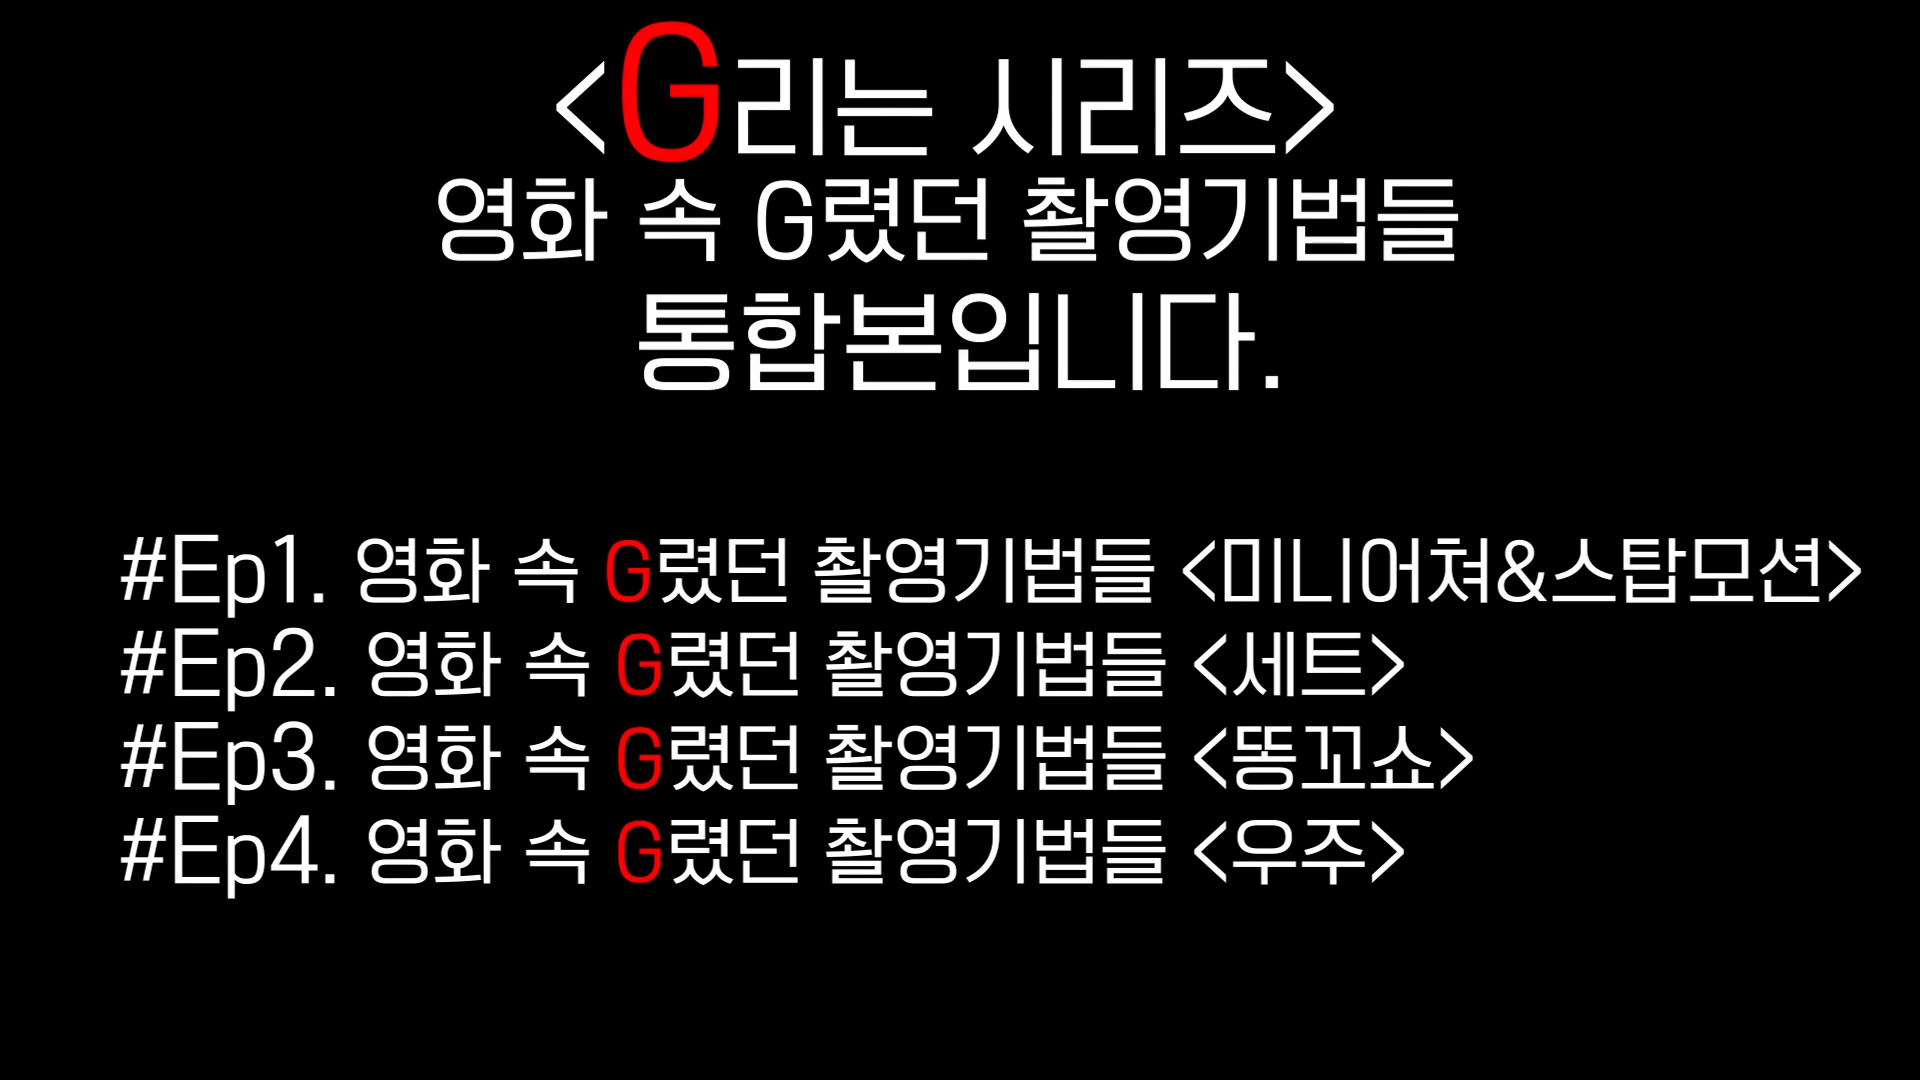 <G리는 시리즈>
영화 속 G렸던 촬영기법들
통합본입니다.
#Ep1. 영화 속 G렸던 촬영기법들 <미니어쳐&스탑모션>
#Ep2. 영화 속 G렸던 촬영기법들 <세트>
#Ep3. 영화 속 G렸던 촬영기법들 <똥꼬쇼>
#Ep4. 영화 속 G렸던 촬영기법들 <우주>